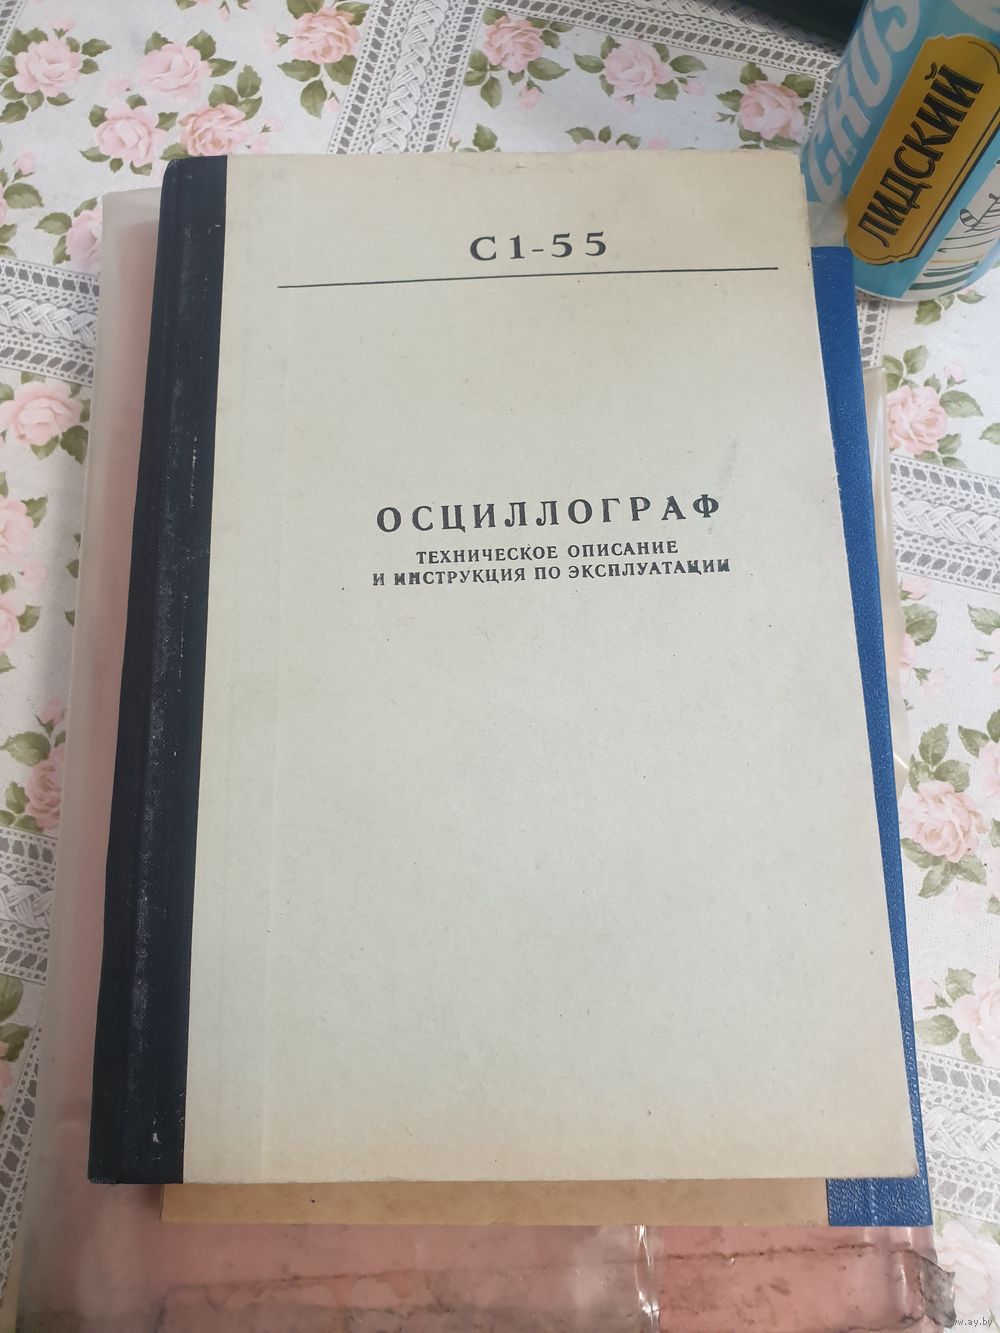 С1-55
ОСЦИЛЛОГРАФ
ТЕХНИЧЕСКОЕ ОПИСАНИЕ
И ИНСТРУКЦИЯ ПО ЭКСПЛУАТАЦИИ
ЛИДСКИЙ